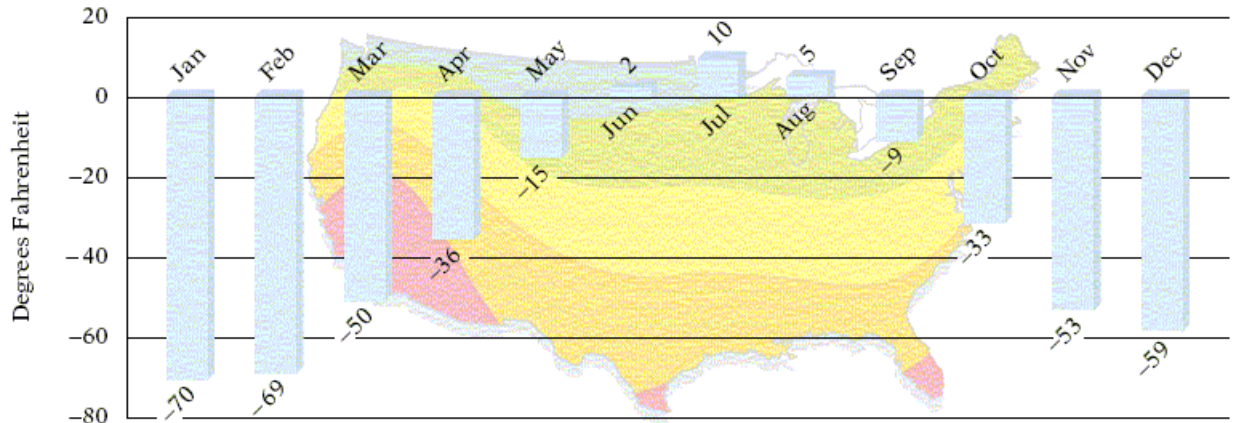 Degrees Fahrenheit
20
0
−20
−40
−60
−80
Jan
Feb
Mar
Apr
May
Jun
Jul
Aug
Sep
Oct
Nov
Dec
−70
−69
−50
−36
−15
2
10
5
−9
−33
−53
−59